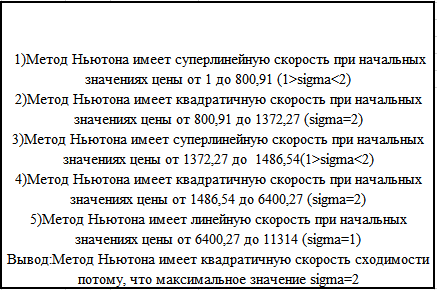 1)Метод Ньютона имеет суперлинейную скорость при начальных
значениях цены от 1 до 800,91 (1>sigma<2)
2)Метод Ньютона имеет квадратичную скорость при начальных
значениях цены от 800,91 до 1372,27 (sigma=2)
3)Метод Ньютона имеет суперлинейную скорость при начальных
значениях цены от 1372,27 до 1486,54(1>sigma<2)
4)Метод Ньютона имеет квадратичную скорость при начальных
значениях цены от 1486,54 до 6400,27 (sigma=2)
5)Метод Ньютона имеет линейную скорость при начальных
значениях цены от 6400,27 до 11314 (sigma=1)
Вывод:Метод Ньютона имеет квадратичную скорость сходимости
потому, что максимальное значение sigma=2